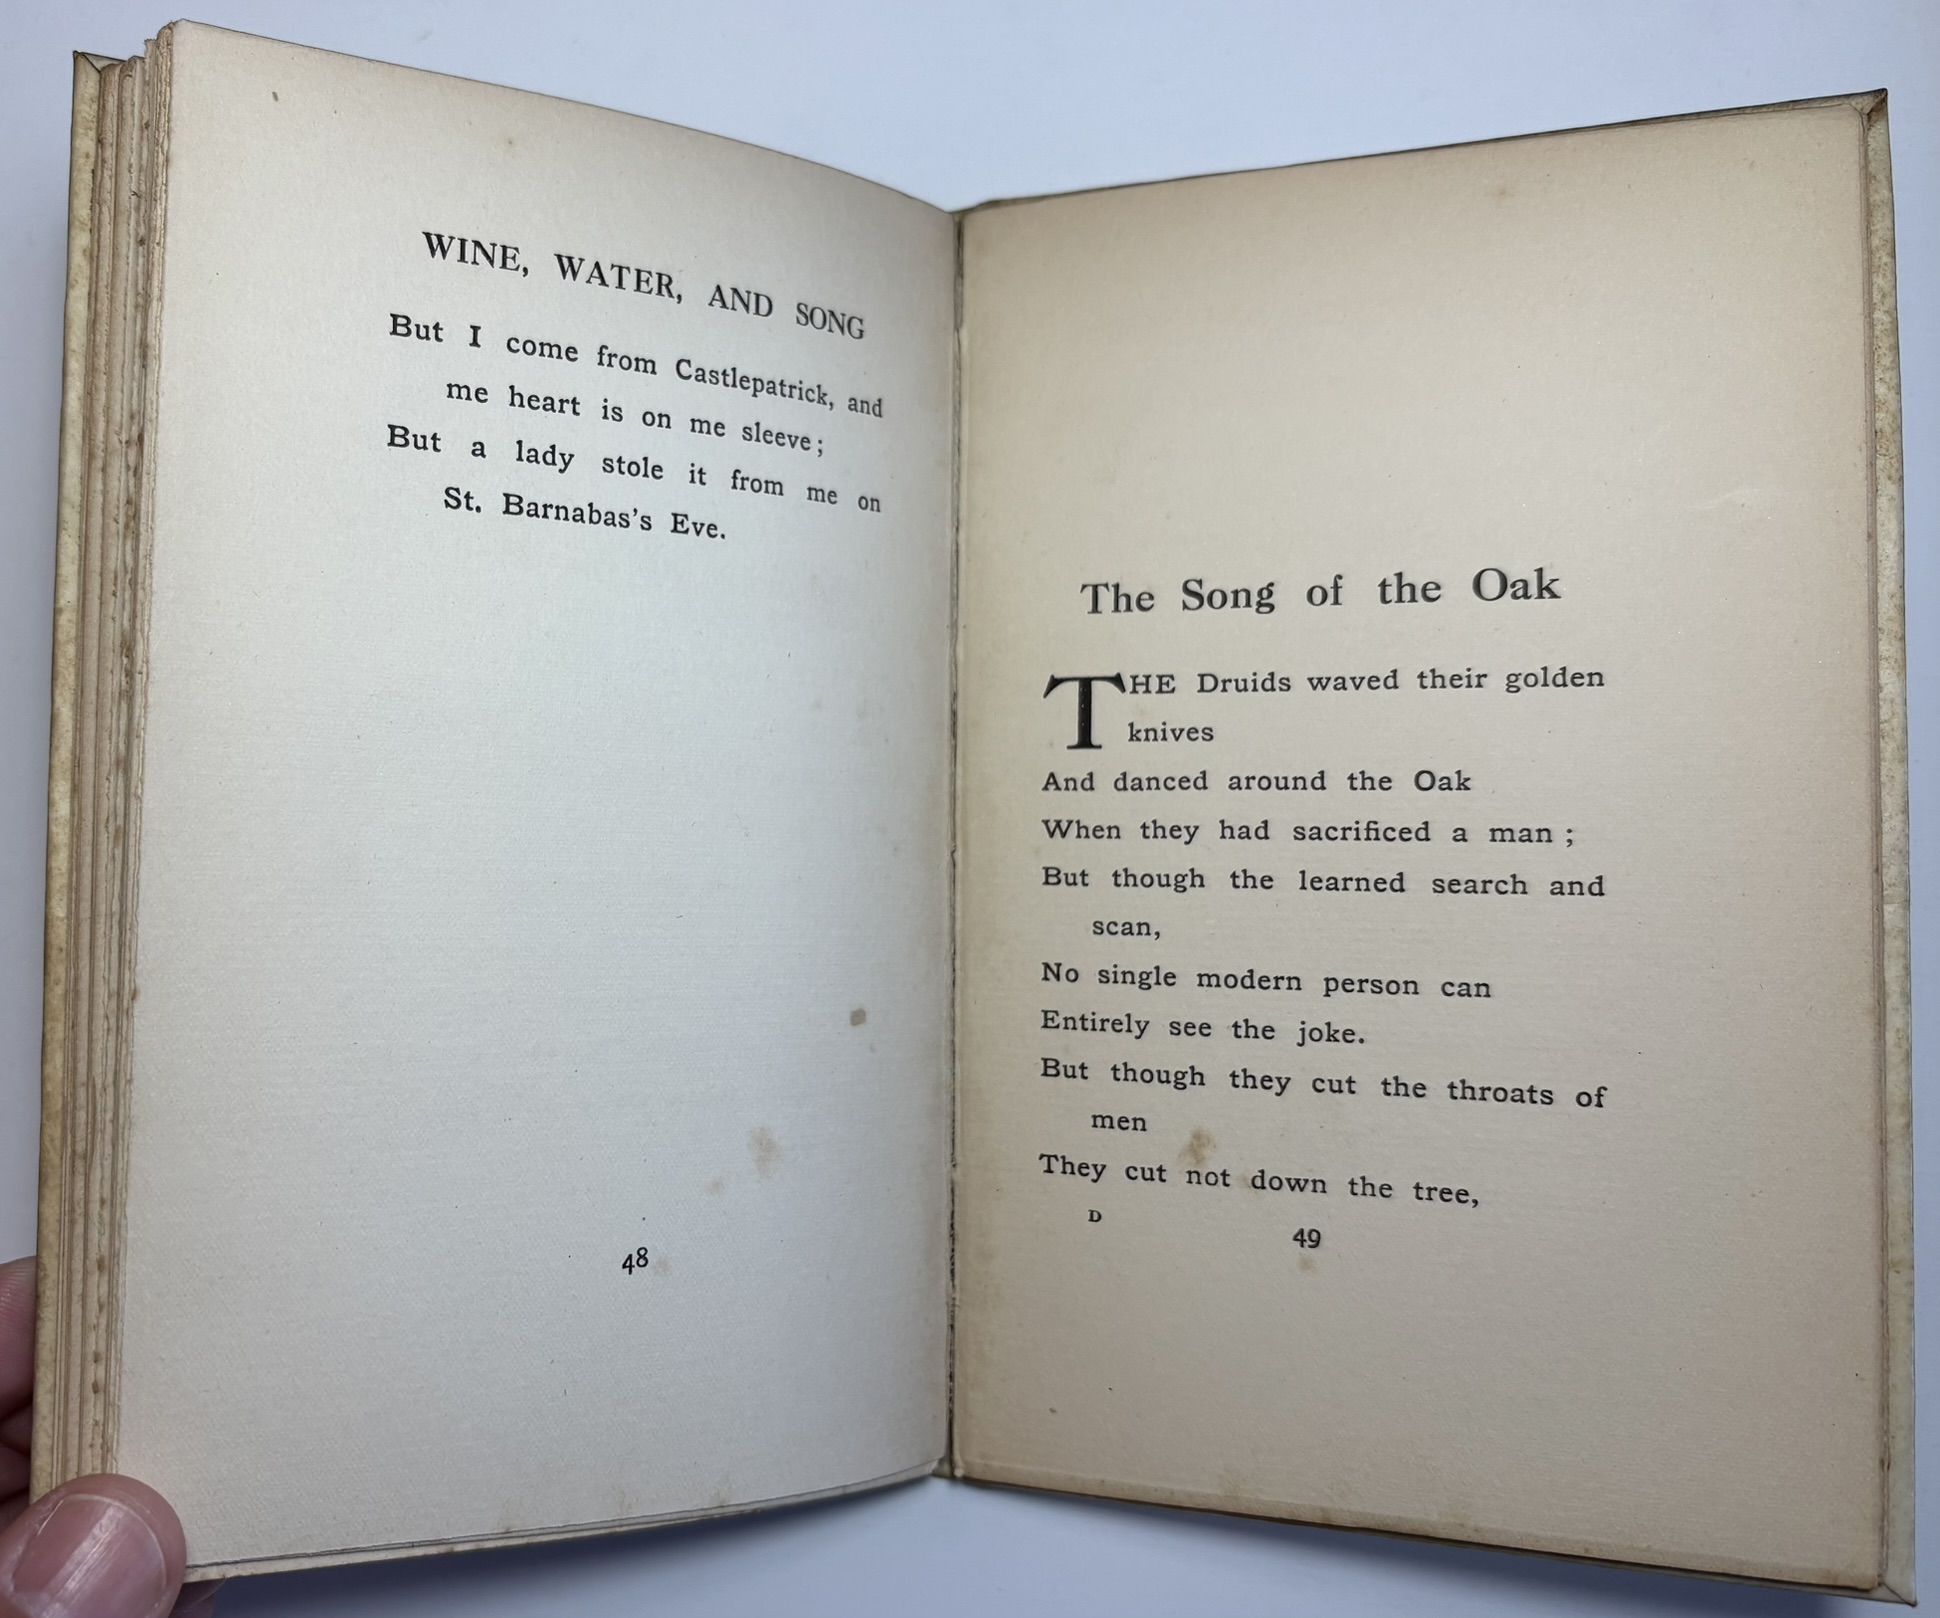 WINE, WATER, AND SONG
But I come from Castlepatrick, and
me heart is on me sleeve;
But a lady stole it from me on
St. Barnabas's Eve.
48
The Song of the Oak
THE Druids waved their golden
knives
And danced around the Oak
When they had sacrificed a man ;
But though the learned search and
scan,
No single modern person can
Entirely see the joke.
But though they cut the throats of
men
They cut not down the tree,
D
49